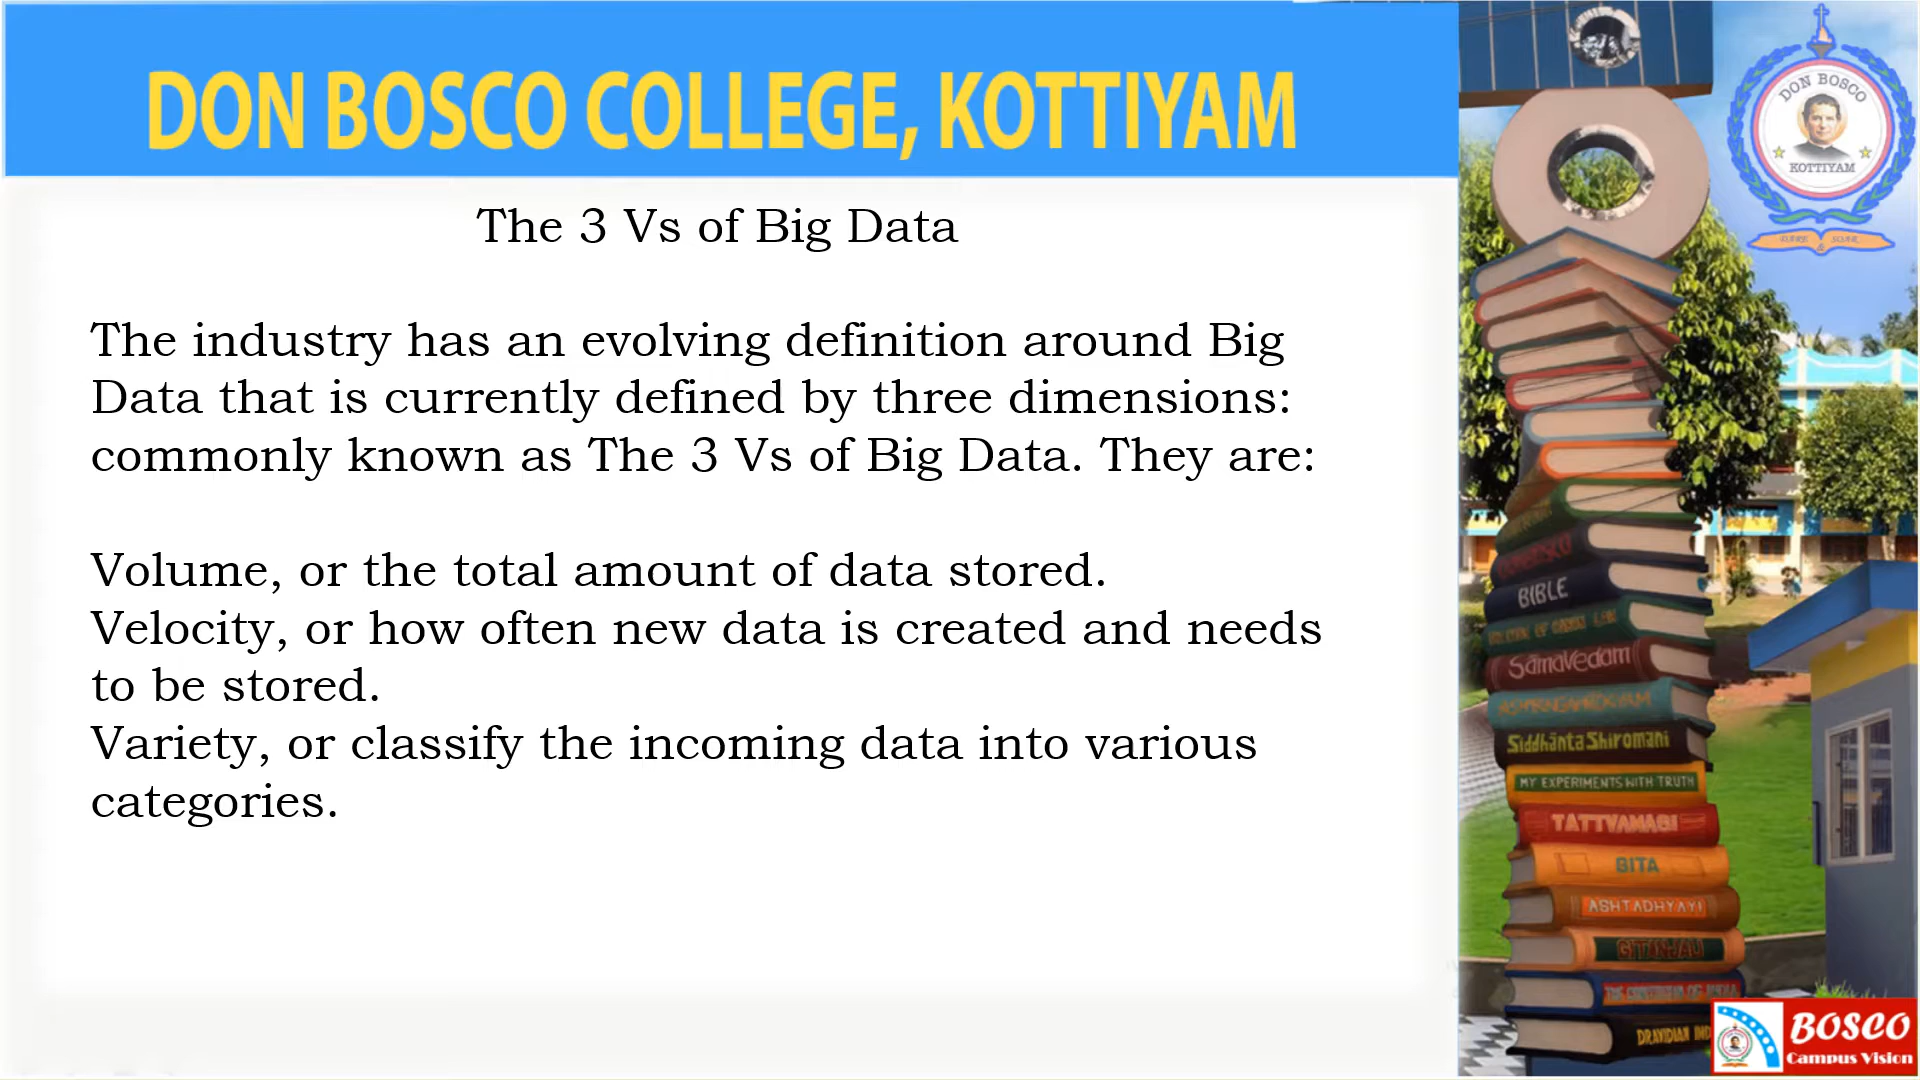 DON BOSCO COLLEGE, KOTTIYAM
DON BOSCO
KOTTIYAM
The 3 Vs of Big Data
The industry has an evolving definition around Big
Data that is currently defined by three dimensions:
commonly known as The 3 Vs of Big Data. They are:
Volume, or the total amount of data stored.
Velocity, or how often new data is created and needs
to be stored.
Variety, or classify the incoming data into various
categories.
BIBLE
SāmaVedam
SiddhāntaShiromani
MY EXPERIMENTS WITH TRUTH
TATTVAMASI
GITA
ASHTADHYAYI
GITANJALI
DRAVIDIAN
BOSCO
Campus Vision